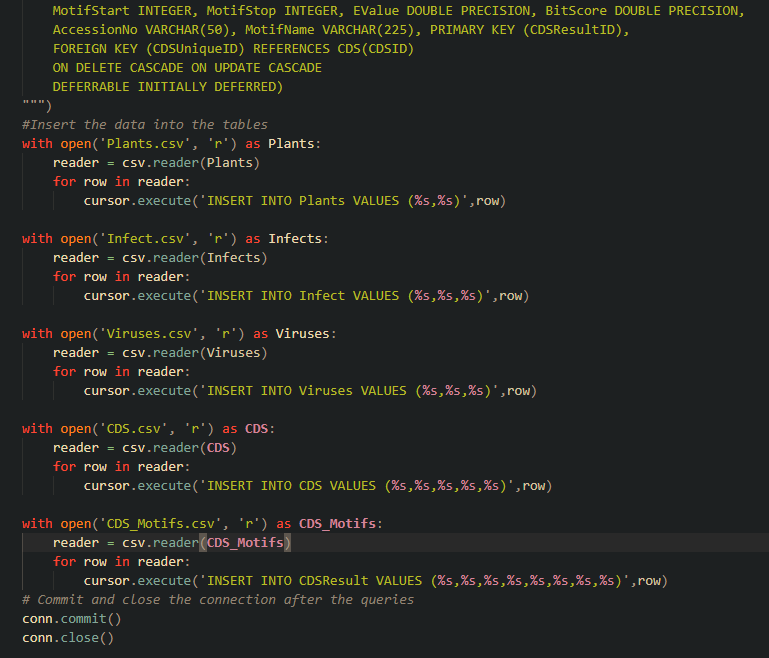 MotifStart INTEGER, MotifStop INTEGER, EValue DOUBLE PRECISION, BitScore DOUBLE PRECISION,
AccessionNo VARCHAR(50), MotifName VARCHAR(225), PRIMARY KEY (CDSResultID),
FOREIGN KEY (CDSUniqueID) REFERENCES CDS(CDSID)
ON DELETE CASCADE ON UPDATE CASCADE
DEFERRABLE INITIALLY DEFERRED)
""")
#Insert the data into the tables
with open('Plants.csv', 'r') as Plants:
reader = csv.reader(Plants)
for row in reader:
cursor.execute('INSERT INTO Plants VALUES (%s,%s)',row)
with open('Infect.csv', 'r') as Infects:
reader = csv.reader(Infects)
for row in reader:
cursor.execute('INSERT INTO Infect VALUES (%s,%s,%s)',row)
with open('Viruses.csv', 'r') as Viruses:
reader = csv.reader(Viruses)
for row in reader:
cursor.execute('INSERT INTO Viruses VALUES (%s,%s,%s)',row)
with open('CDS.csv', 'r') as CDS:
reader = csv.reader(CDS)
for row in reader:
cursor.execute('INSERT INTO CDS VALUES (%s,%s,%s,%s,%s)',row)
with open('CDS_Motifs.csv', 'r') as CDS_Motifs:
reader = csv.reader(CDS_Motifs)
for row in reader:
cursor.execute('INSERT INTO CDSResult VALUES (%s,%s,%s,%s,%s,%s,%s,%s)',row)
# Commit and close the connection after the queries
conn.commit()
conn.close()